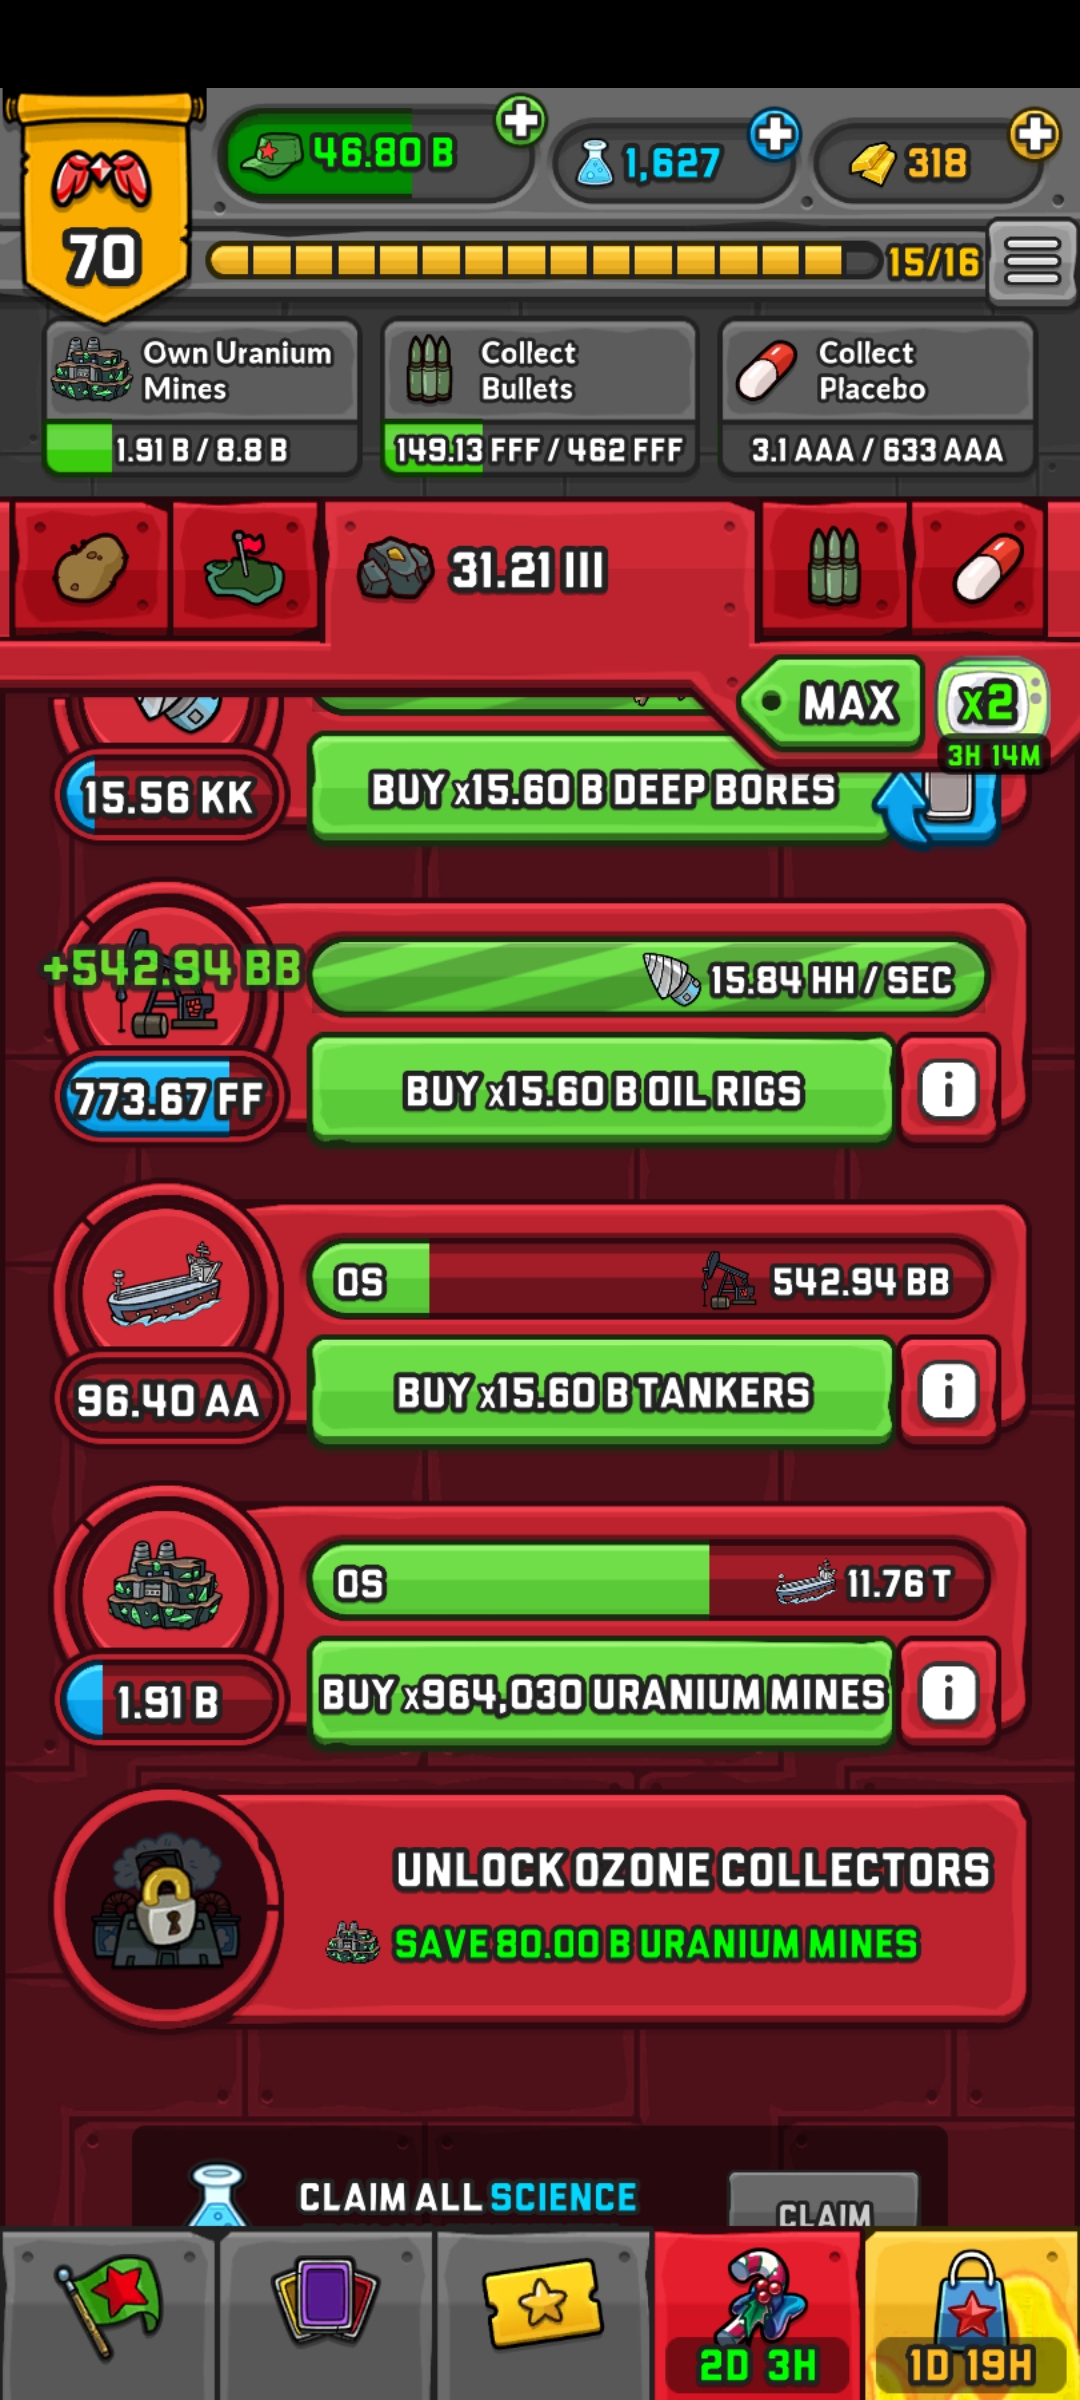 46.80 B
1,627
318
70
15/16
Own Uranium
Mines
1.91 B / 8.8 B
Collect
Bullets
149.13 FFF / 462 FFF
Collect
Placebo
3.1 AAA / 633 AAA
31.21 III
MAX
x2
3H 14M
15.56 KK
BUY x15.60 B DEEP BORES
+542.94 BB
15.84 HH / SEC
773.67 FF
BUY x15.60 B OIL RIGS
i
0S
542.94 BB
96.40 AA
BUY x15.60 B TANKERS
i
0S
11.76 T
1.91 B
BUY x964,030 URANIUM MINES
i
UNLOCK OZONE COLLECTORS
SAVE 80.00 B URANIUM MINES
CLAIM ALL SCIENCE
CLAIM
2D 3H
1D 19H